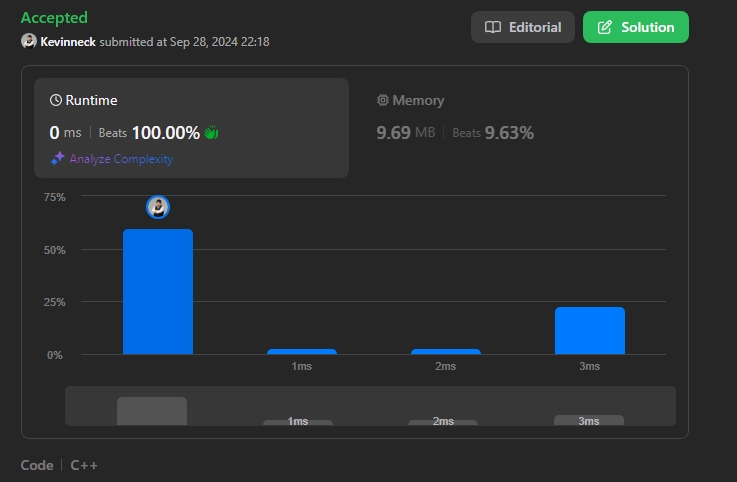 Accepted
Editorial
Solution
Kevinneck submitted at Sep 28, 2024 22:18
Runtime
Memory
0 ms | Beats 100.00%
9.69 MB | Beats 9.63%
Analyze Complexity
75%
50%
25%
0%
1ms 2ms 3ms
1ms 2ms 3ms
Code | C++